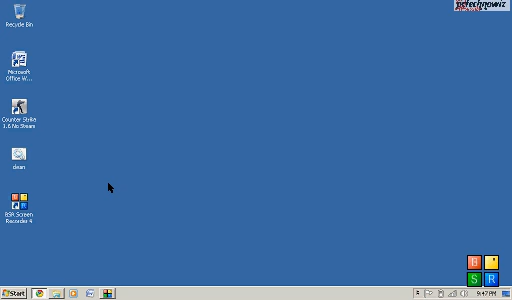 petechnowiz
Recycle Bin
Microsoft
Office W...
Counter Strike
1.6 No Steam
clean
BSR Screen
Recorder 4
B
S R
Start
9:47 PM